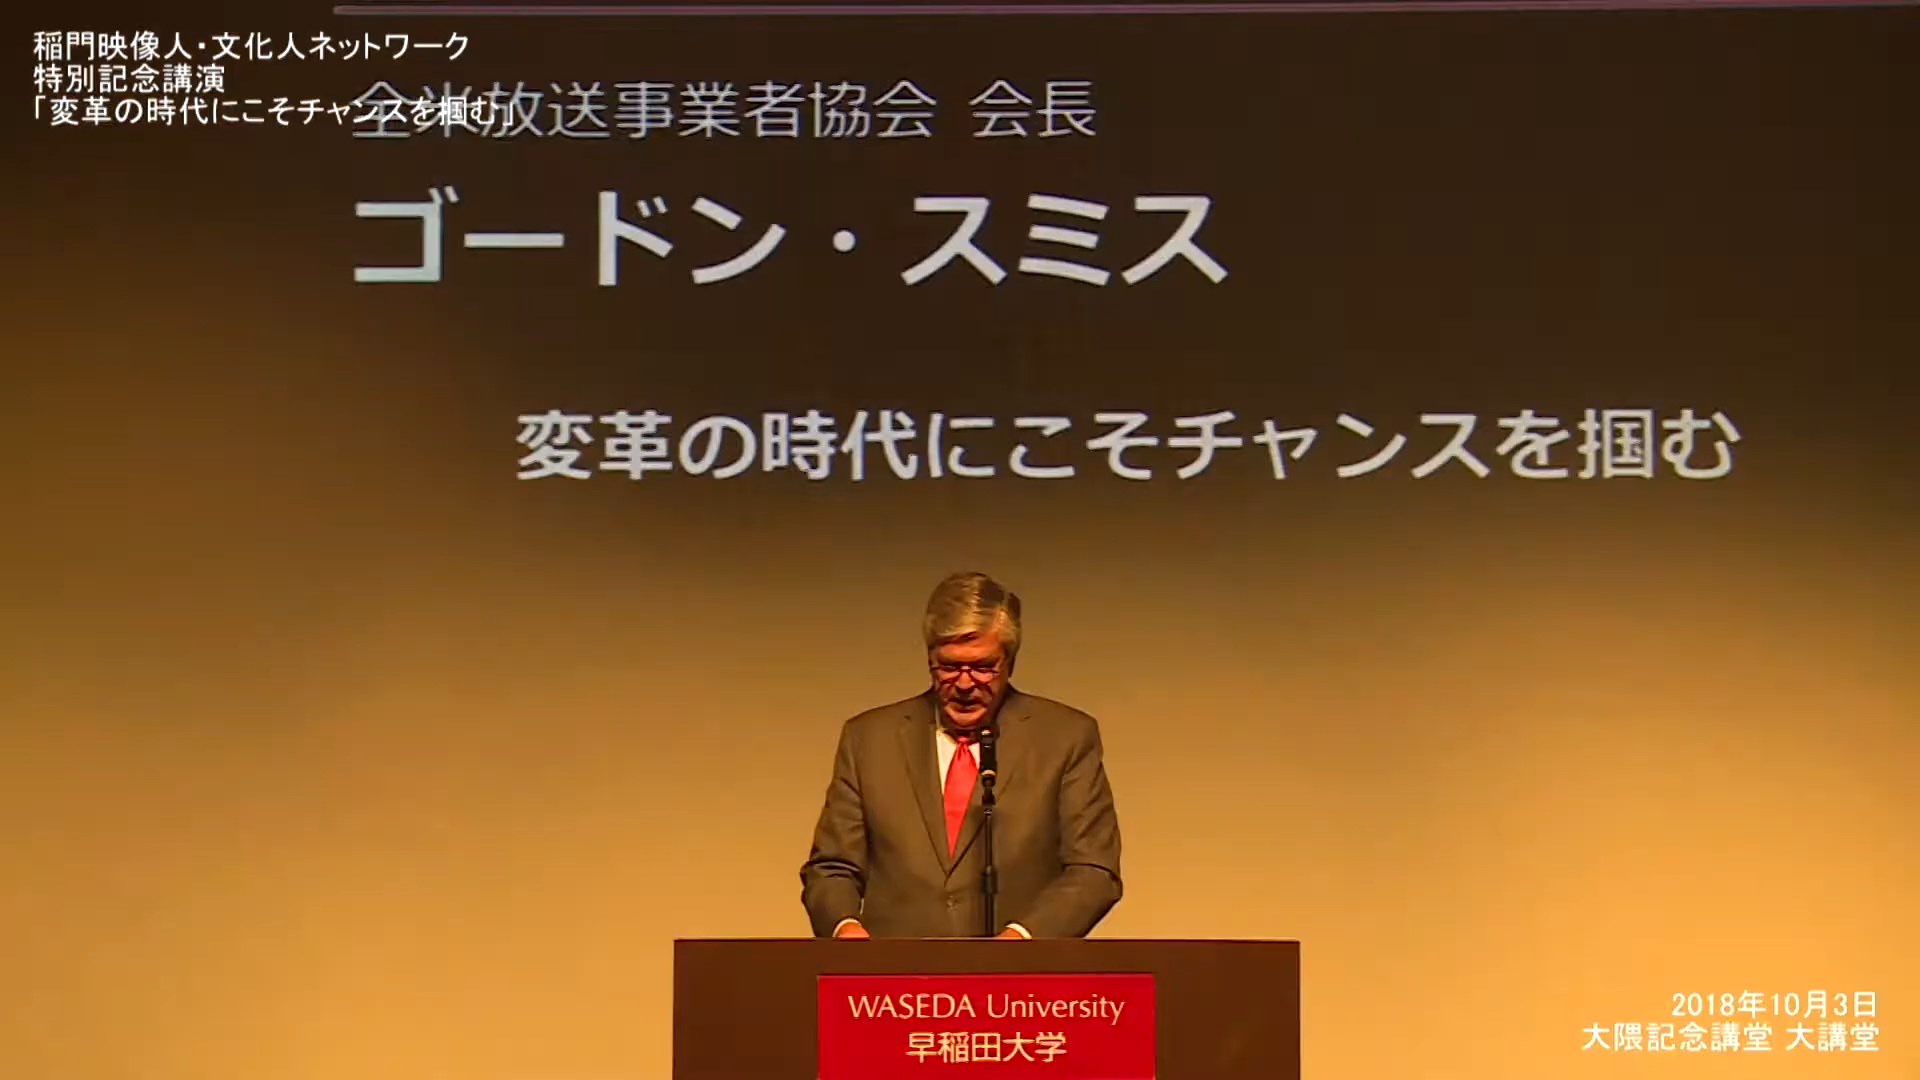 稲門映像人・文化人ネットワーク
特別記念講演
「変革の時代にこそチャンスを掴む」
全米放送事業者協会 会長
ゴードン・スミス
変革の時代にこそチャンスを掴む
WASEDA University
早稲田大学
2018年10月3日
大隈記念講堂 大講堂